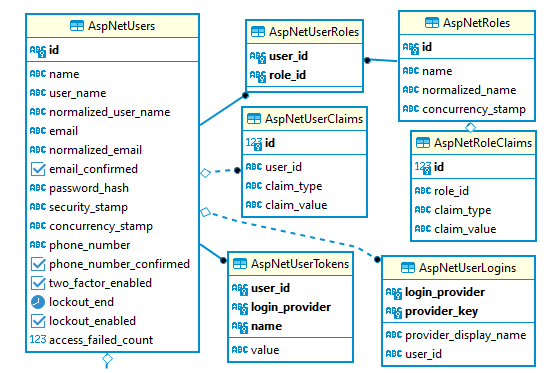 AspNetUsers
id
name
user_name
normalized_user_name
email
normalized_email
email_confirmed
password_hash
security_stamp
concurrency_stamp
phone_number
phone_number_confirmed
two_factor_enabled
lockout_end
lockout_enabled
access_failed_count
AspNetUserRoles
user_id
role_id
AspNetRoles
id
name
normalized_name
concurrency_stamp
AspNetUserClaims
id
user_id
claim_type
claim_value
AspNetRoleClaims
id
role_id
claim_type
claim_value
AspNetUserTokens
user_id
login_provider
name
value
AspNetUserLogins
login_provider
provider_key
provider_display_name
user_id